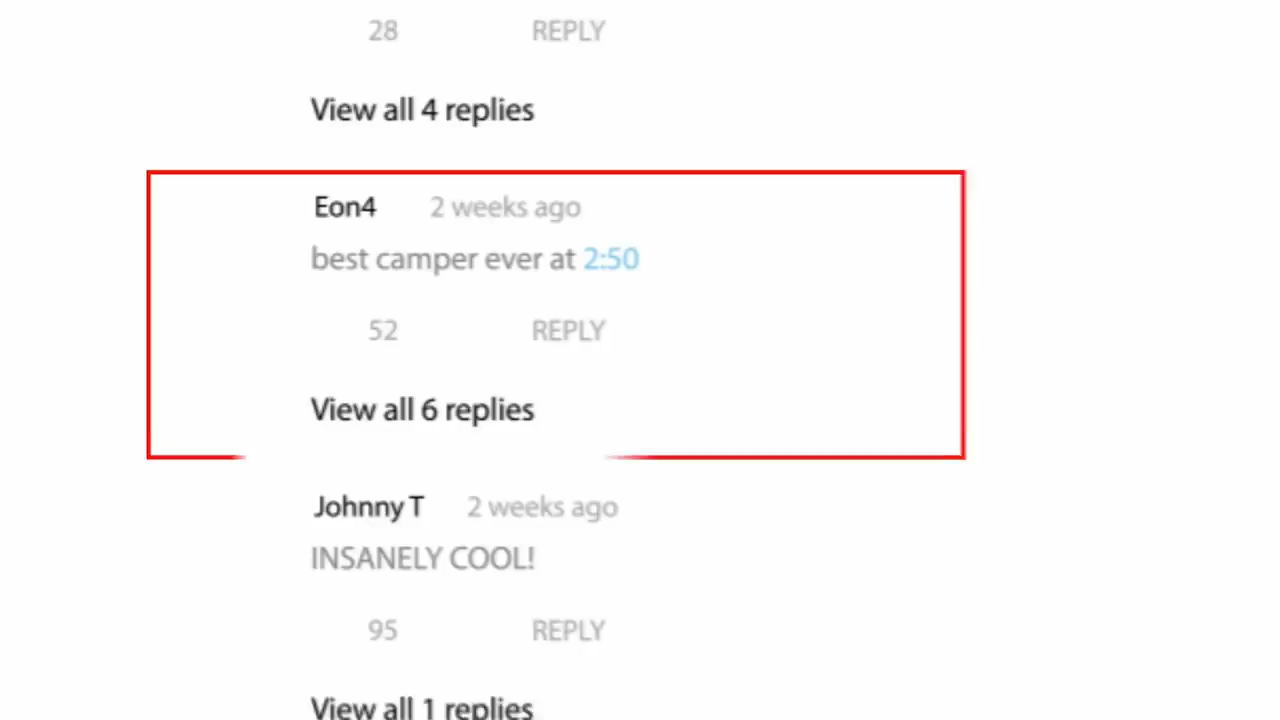 28 REPLY
View all 4 replies
Eon4 2 weeks ago
best camper ever at 2:50
52 REPLY
View all 6 replies
Johnny T 2 weeks ago
INSANELY COOL!
95 REPLY
View all 1 replies